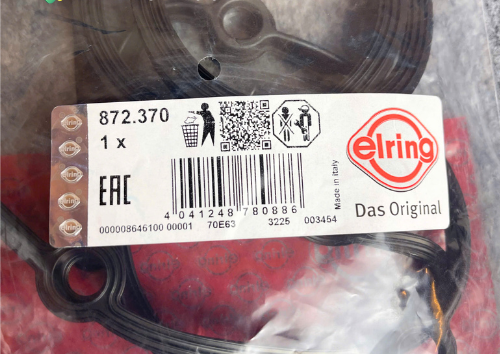 872.370
1 x
EAC
4 041248 780886
000008646100 00001 70E63 3225 003454
Made in italy
elring
Das Original